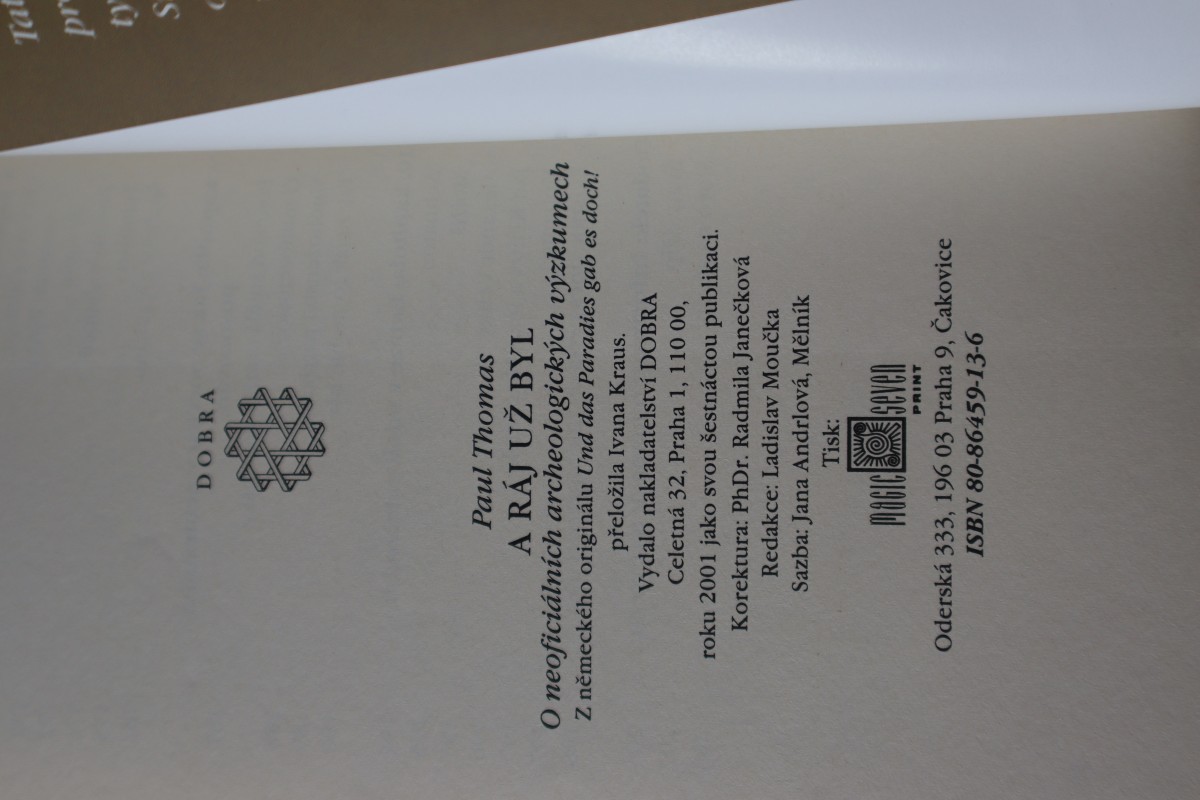 DOBRA
Paul Thomas
A RÁJ UŽ BYL
O neoficiálních archeologických výzkumech
Z německého originálu Und das Paradies gab es doch!
přeložila Ivana Kraus.
Vydalo nakladatelství DOBRA
Celetná 32, Praha 1, 110 00,
roku 2001 jako svou šestnáctou publikaci.
Korektura: PhDr. Radmila Janečková
Redakce: Ladislav Moučka
Sazba: Jana Andrlová, Mělník
Tisk:
MAGIC SEVEN
PRINT
Oderská 333, 196 03 Praha 9, Čakovice
ISBN 80-86459-13-6